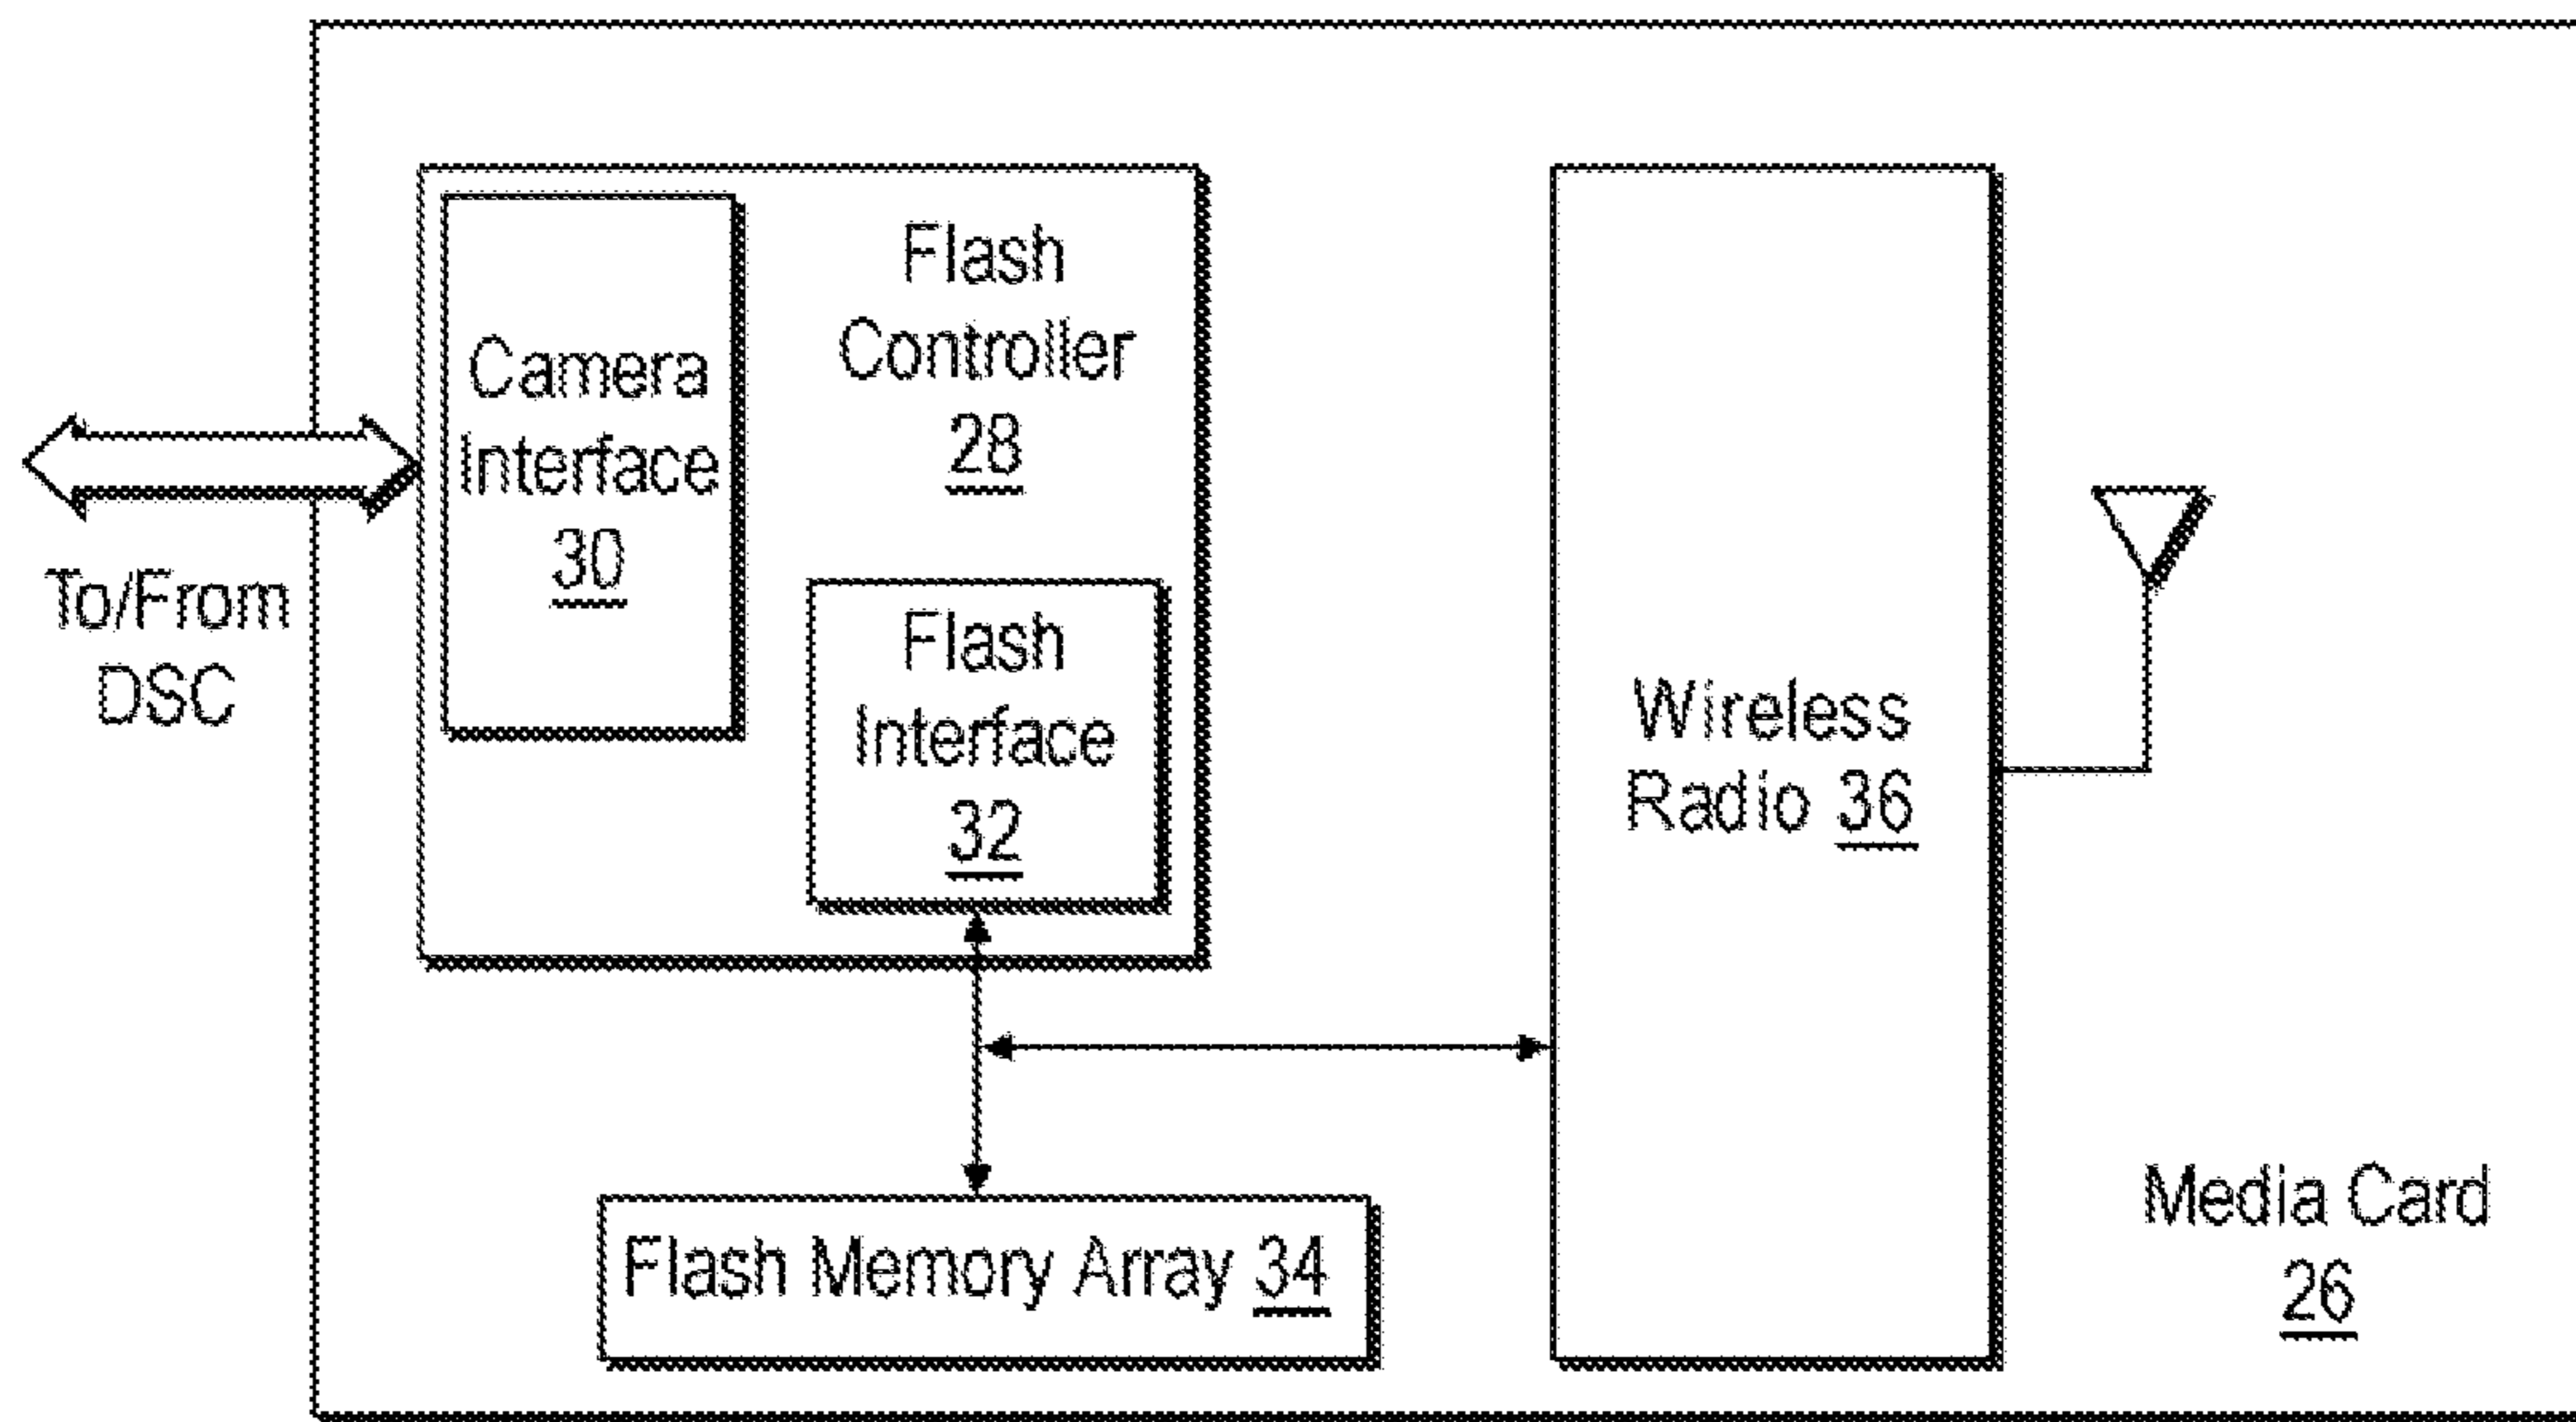 To/From
DSC
Camera
Interface
30
Flash
Controller
28
Flash
Interface
32
Flash Memory Array 34
Wireless
Radio 36
Media Card
26